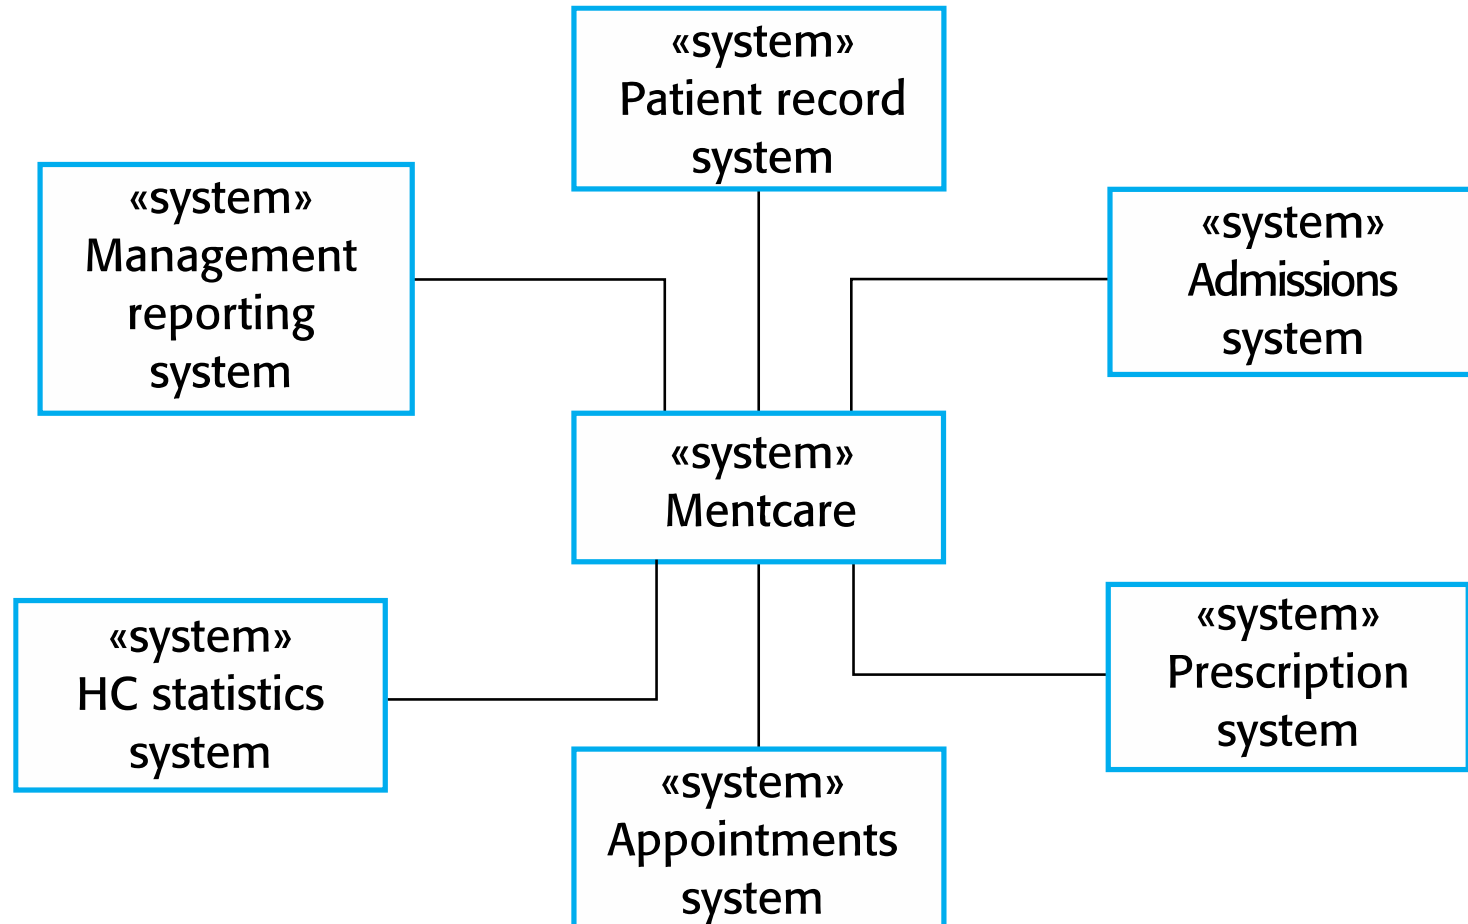 «system»
Patient record
system
«system»
Management
reporting
system
«system»
Admissions
system
«system»
Mentcare
«system»
HC statistics
system
«system»
Prescription
system
«system»
Appointments
system